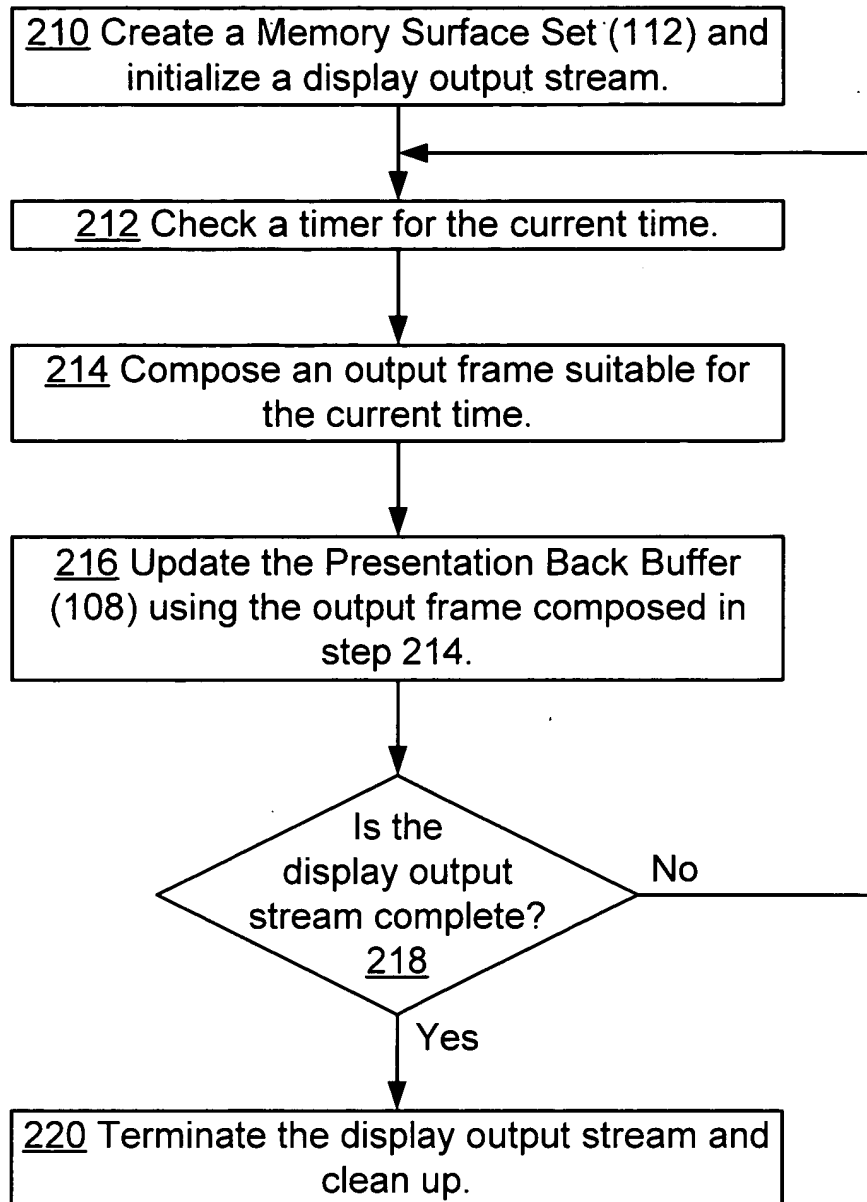 210 Create a Memory Surface Set (112) and
initialize a display output stream.
212 Check a timer for the current time.
214 Compose an output frame suitable for
the current time.
216 Update the Presentation Back Buffer
(108) using the output frame composed in
step 214.
Is the
display output
stream complete?
218
No
Yes
220 Terminate the display output stream and
clean up.